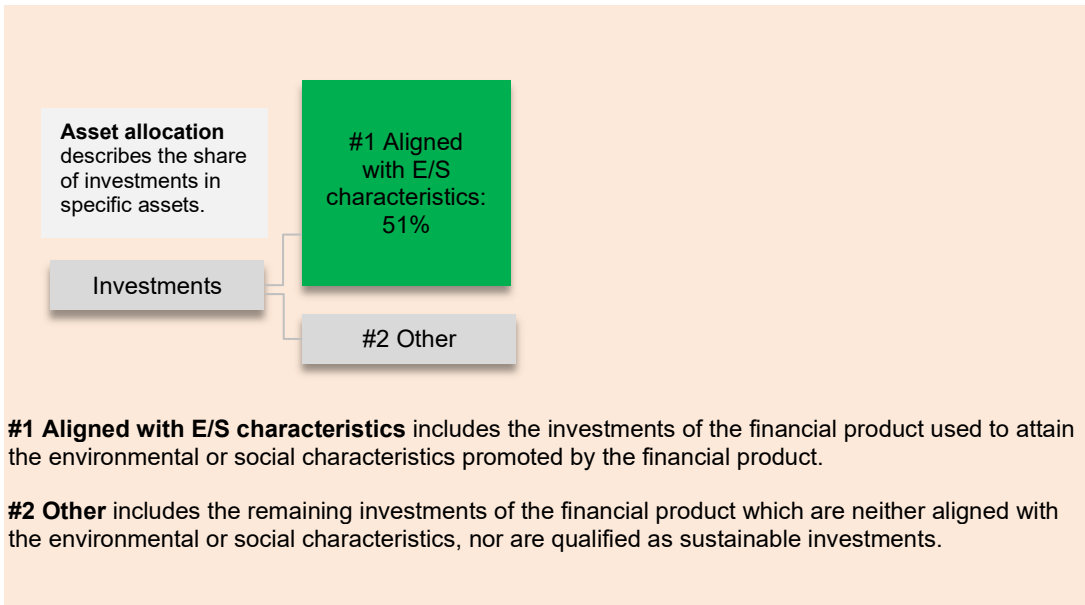 Asset allocation
describes the share
of investments in
specific assets.
#1 Aligned
with E/S
characteristics:
51%
Investments
#2 Other
#1 Aligned with E/S characteristics includes the investments of the financial product used to attain
the environmental or social characteristics promoted by the financial product.
#2 Other includes the remaining investments of the financial product which are neither aligned with
the environmental or social characteristics, nor are qualified as sustainable investments.